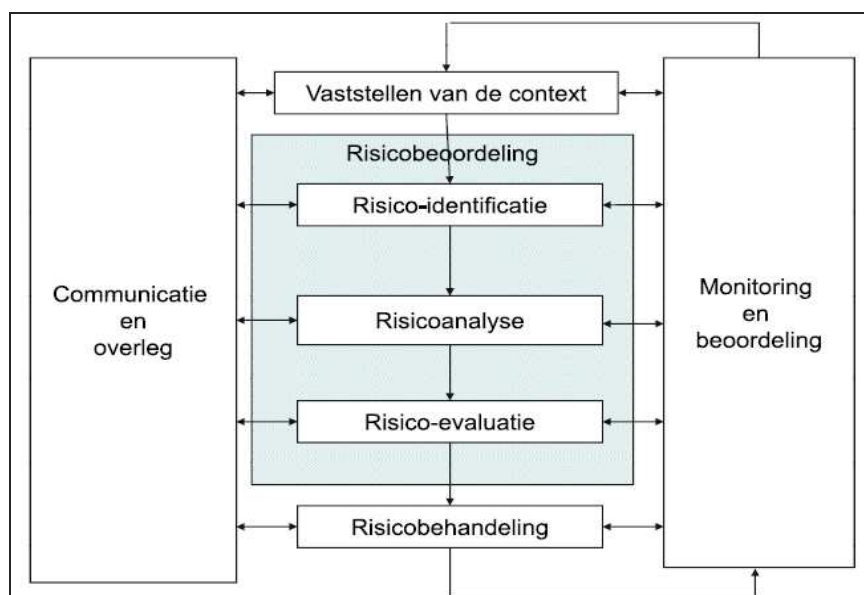 Vaststellen van de context
Risicobeoordeling
Risico-identificatie
Communicatie
en
overleg
Risicoanalyse
Monitoring
en
beoordeling
Risico-evaluatie
Risicobehandeling